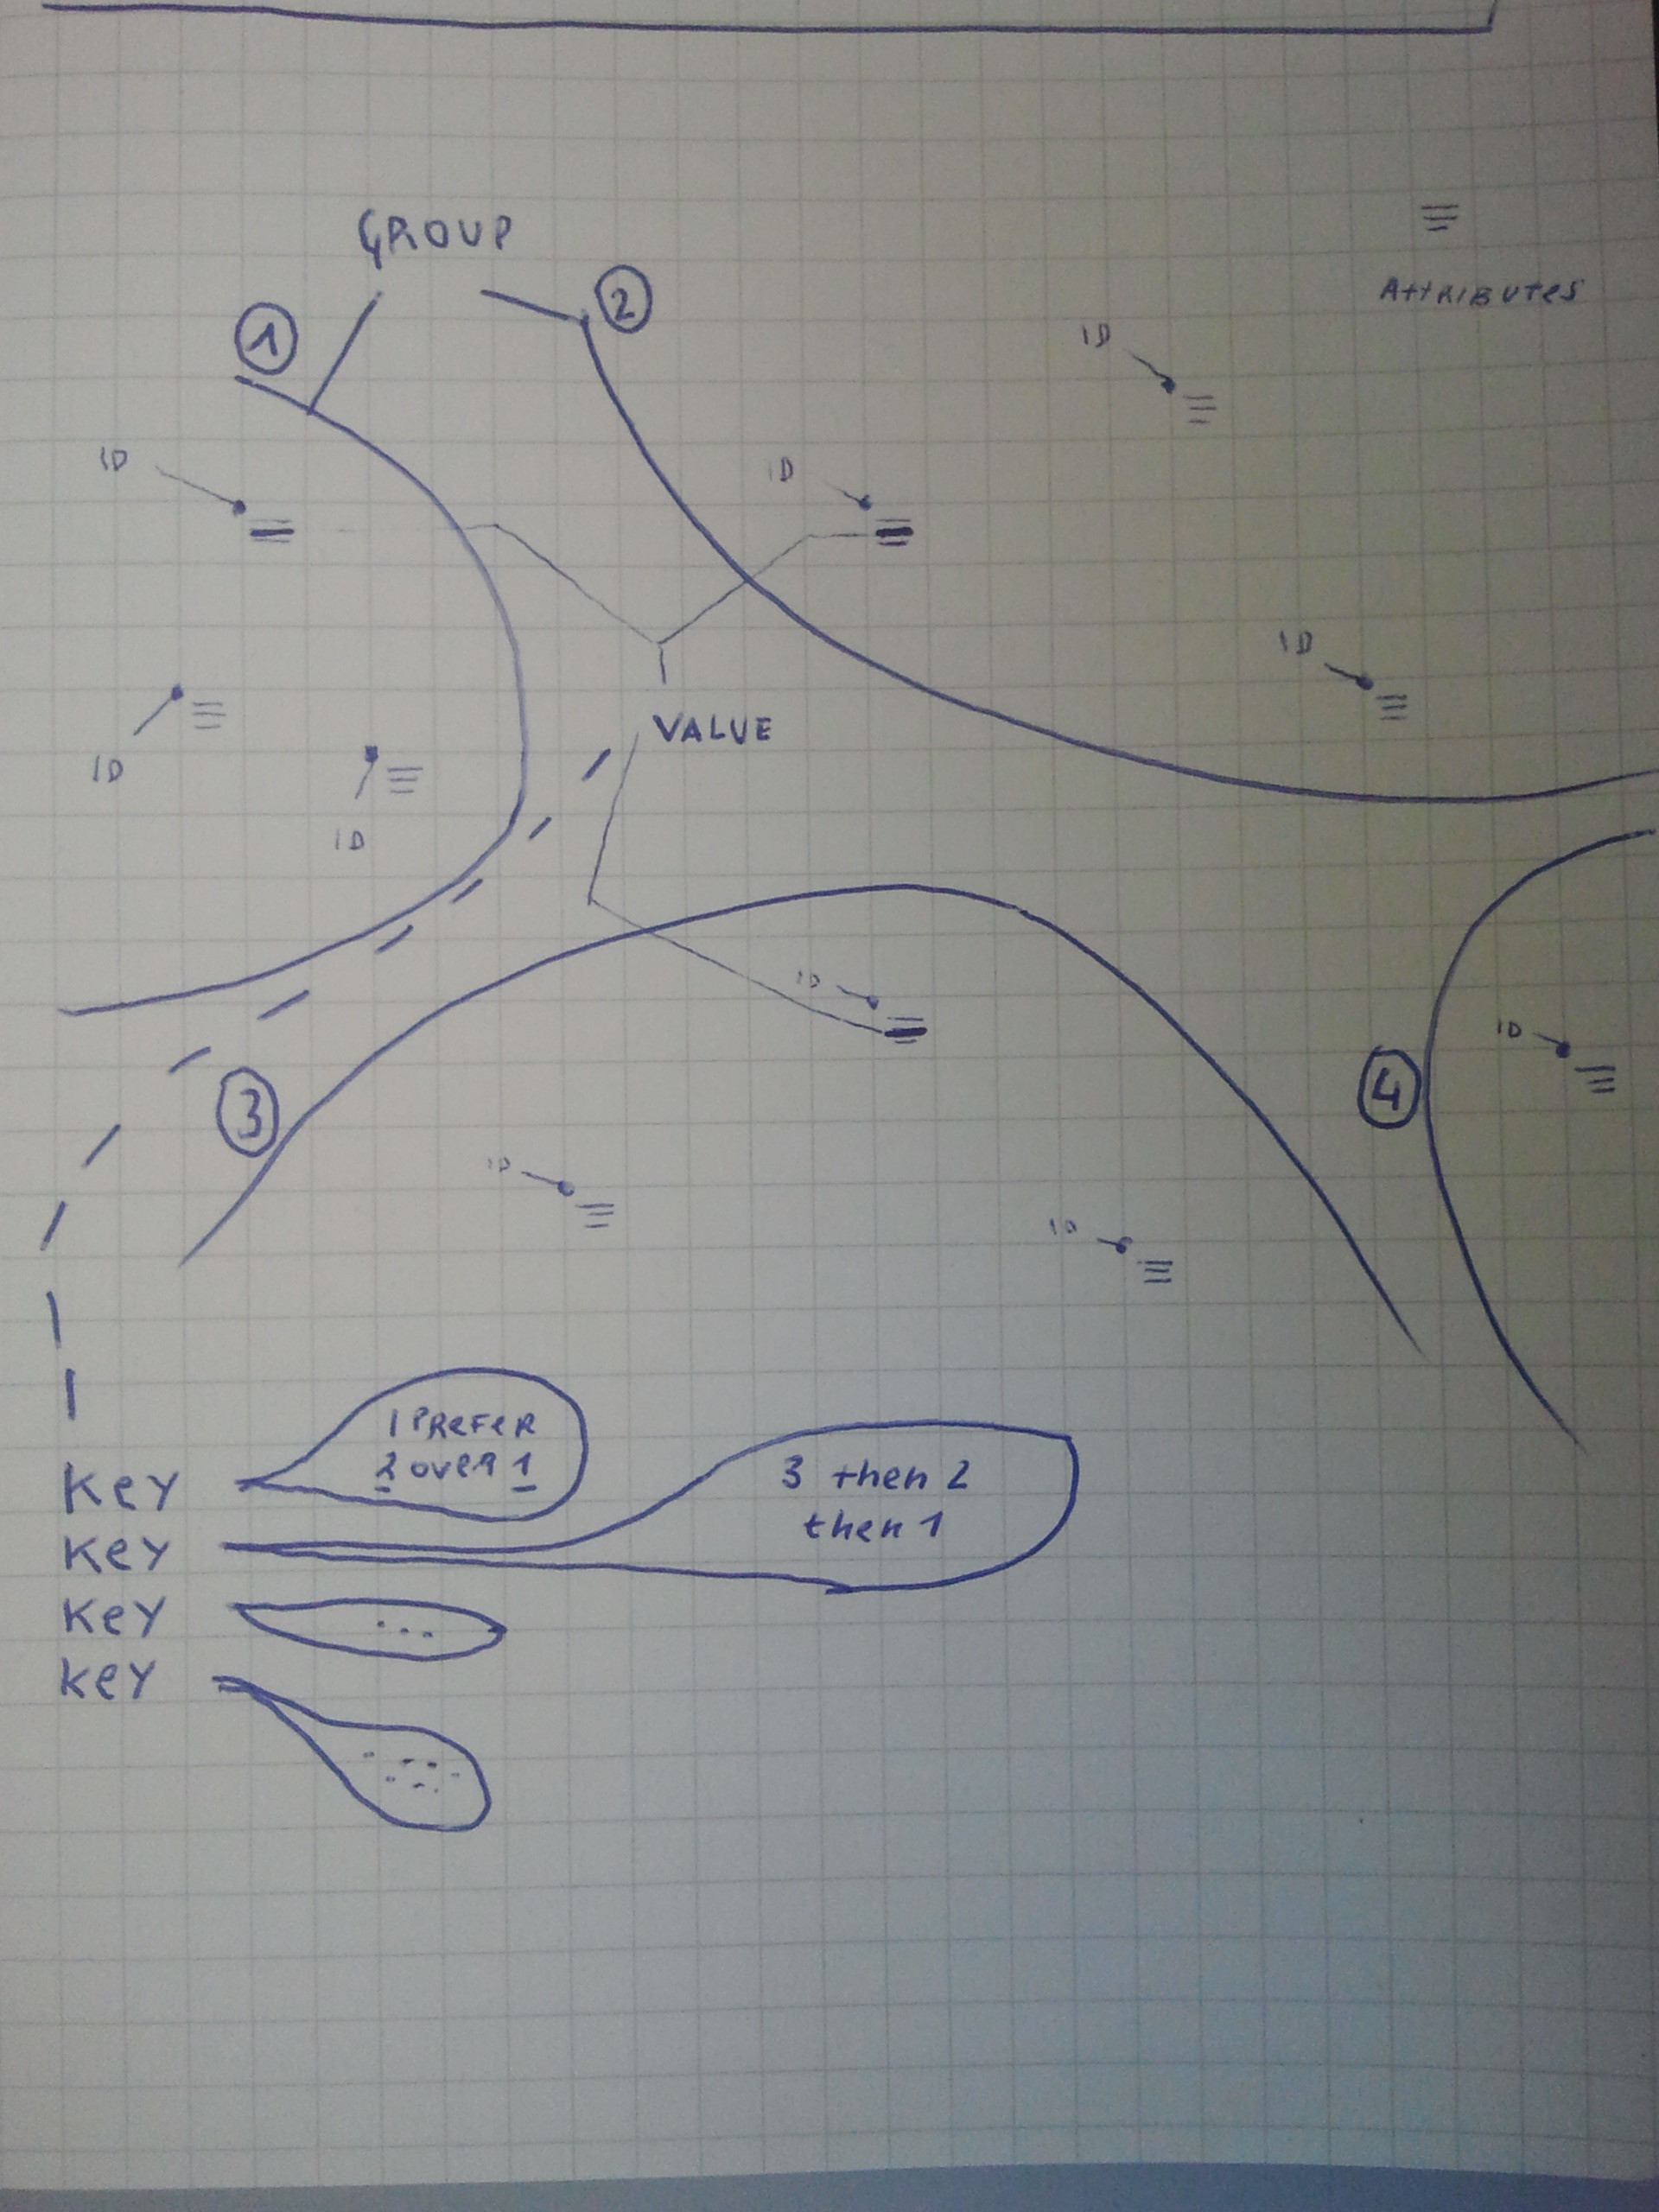 GROUP
1
2
ATTRIBUTES
ID
ID
ID
ID
ID
VALUE
ID
ID
ID
ID
3
4
ID
ID
KEY
KEY
KEY
KEY
I PREFER
2 over 1
3 then 2
then 1
...